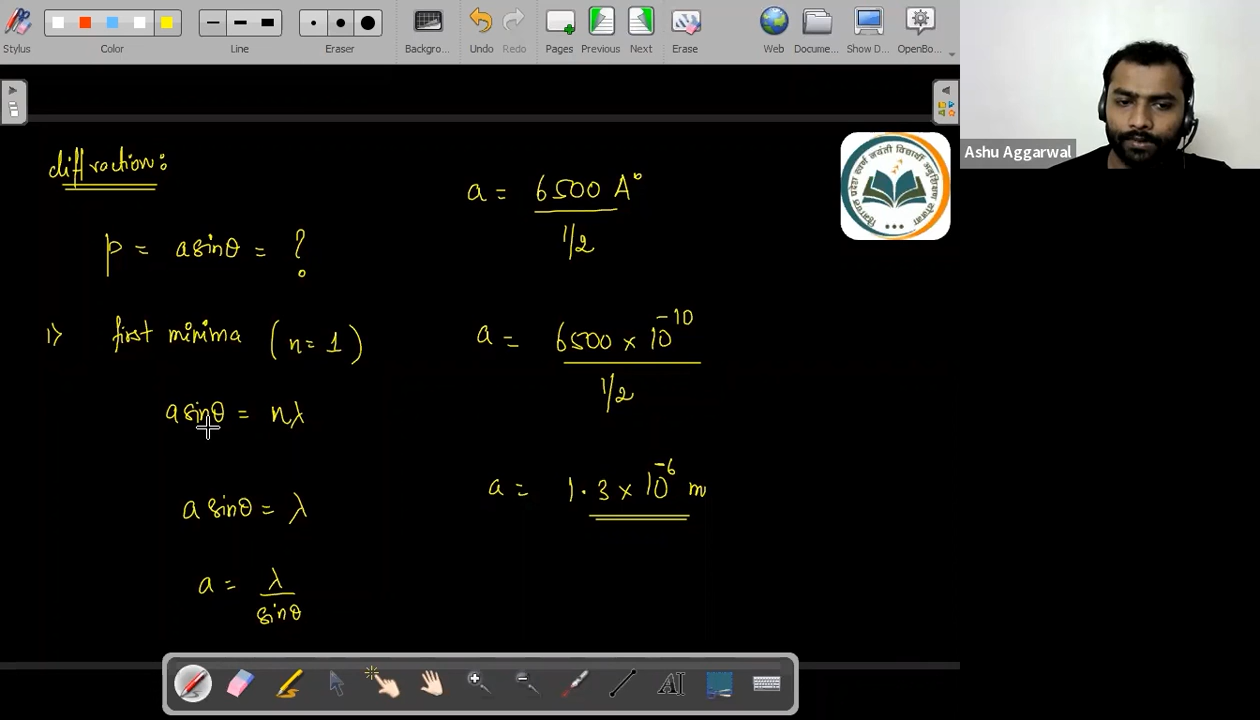 Stylus
Color
Line
Eraser
Backgro...
Undo
Redo
Pages
Previous
Next
Erase
Web
Docume...
Show D...
OpenBo...
Ashu Aggarwal
diffraction:
p = a sinθ = ?
1) first minima (n = 1)
a sinθ = nλ
a sinθ = λ
a = λ / sinθ
a = 6500 A° / 1/2
a = 6500 × 10⁻¹⁰ / 1/2
a = 1.3 × 10⁻⁶ m